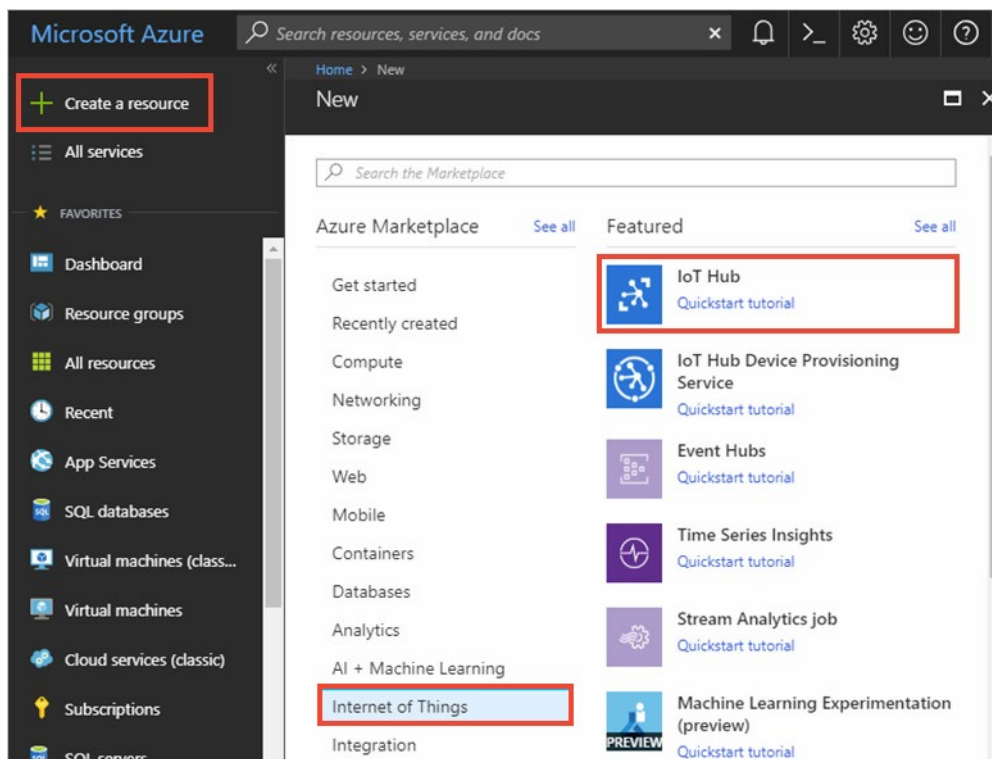 Microsoft Azure
Search resources, services, and docs
Create a resource
All services
FAVORITES
Dashboard
Resource groups
All resources
Recent
App Services
SQL databases
Virtual machines (class...
Virtual machines
Cloud services (classic)
Subscriptions
SQL servers
Home > New
New
Search the Marketplace
Azure Marketplace
See all
Get started
Recently created
Compute
Networking
Storage
Web
Mobile
Containers
Databases
Analytics
AI + Machine Learning
Internet of Things
Integration
Featured
See all
IoT Hub
Quickstart tutorial
IoT Hub Device Provisioning
Service
Quickstart tutorial
Event Hubs
Quickstart tutorial
Time Series Insights
Quickstart tutorial
Stream Analytics job
Quickstart tutorial
PREVIEW
Machine Learning Experimentation
(preview)
Quickstart tutorial